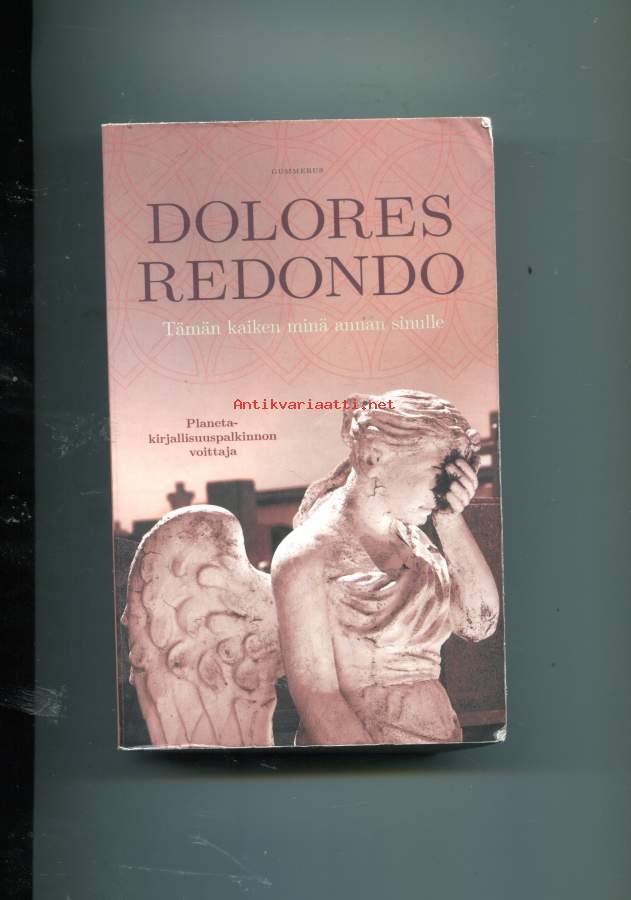 GUMMERUS
DOLORES
REDONDO
Tämän kaiken minä annan sinulle
Antikvariaatti.net
Planeta-
kirjallisuuspalkinnon
voittaja